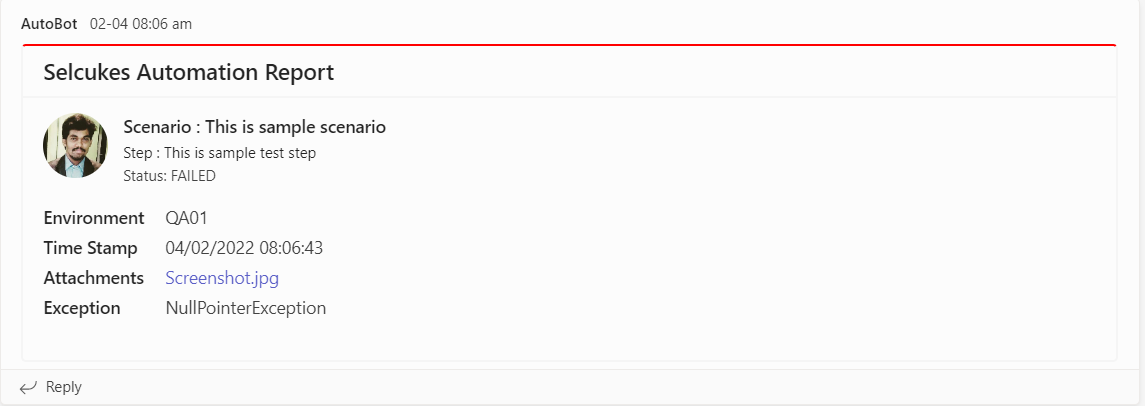 AutoBot 02-04 08:06 am
Selcukes Automation Report
Scenario : This is sample scenario
Step : This is sample test step
Status: FAILED
Environment QA01
Time Stamp 04/02/2022 08:06:43
Attachments Screenshot.jpg
Exception NullPointerException
Reply